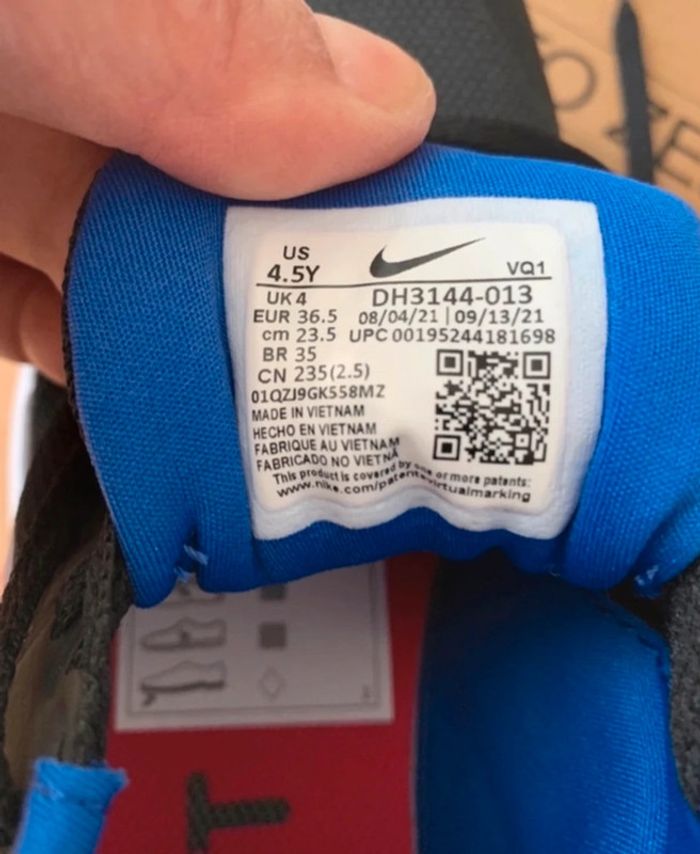 US
4.5Y
VQ1
UK 4
DH3144-013
EUR 36.5
08/04/21 | 09/13/21
cm 23.5
UPC 00195244181698
BR 35
CN 235(2.5)
01QZJ9GK558MZ
MADE IN VIETNAM
HECHO EN VIETNAM
FABRIQUE AU VIETNAM
FABRICADO NO VIETNÃ
This product is covered by one or more patents:
www.nike.com/patentvirtualmarking
T